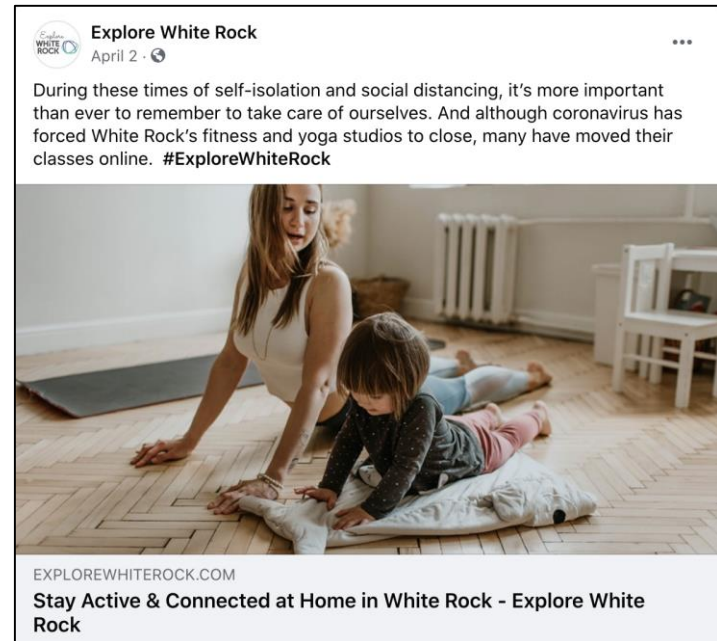 Explore
WHITE
ROCK
Explore White Rock
April 2 ·
During these times of self-isolation and social distancing, it's more important
than ever to remember to take care of ourselves. And although coronavirus has
forced White Rock's fitness and yoga studios to close, many have moved their
classes online. #ExploreWhiteRock
EXPLOREWHITEROCK.COM
Stay Active & Connected at Home in White Rock - Explore White
Rock